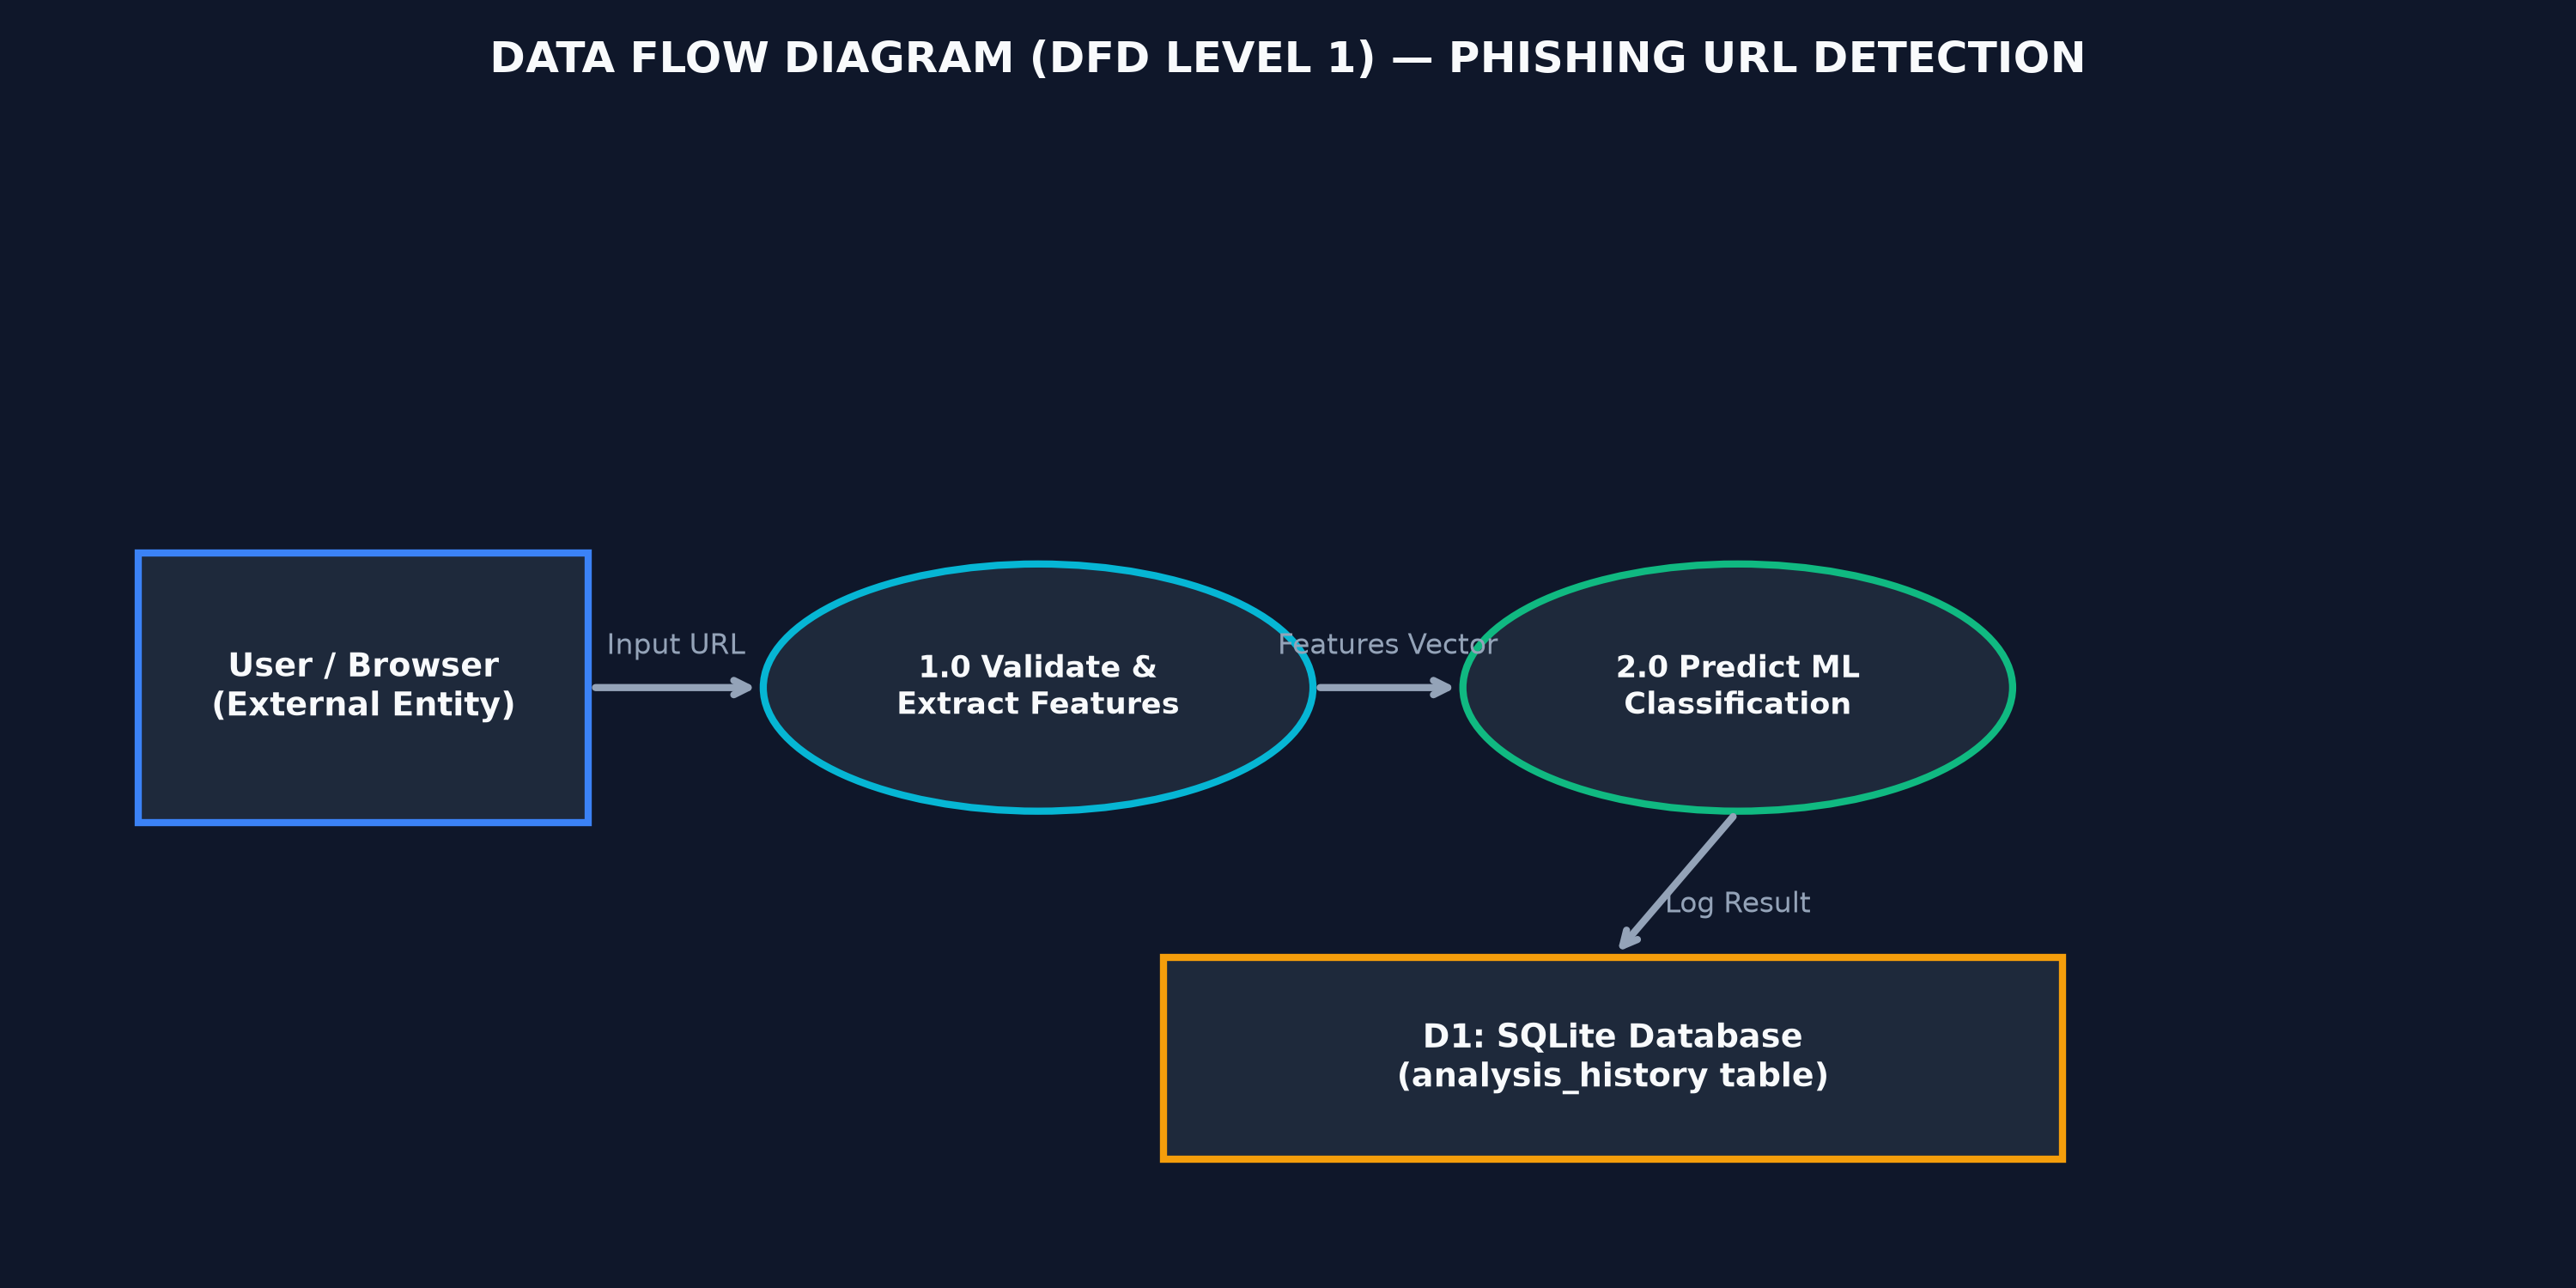 DATA FLOW DIAGRAM (DFD LEVEL 1) — PHISHING URL DETECTION
User / Browser
(External Entity)
Input URL
1.0 Validate &
Extract Features
Features Vector
2.0 Predict ML
Classification
Log Result
D1: SQLite Database
(analysis_history table)